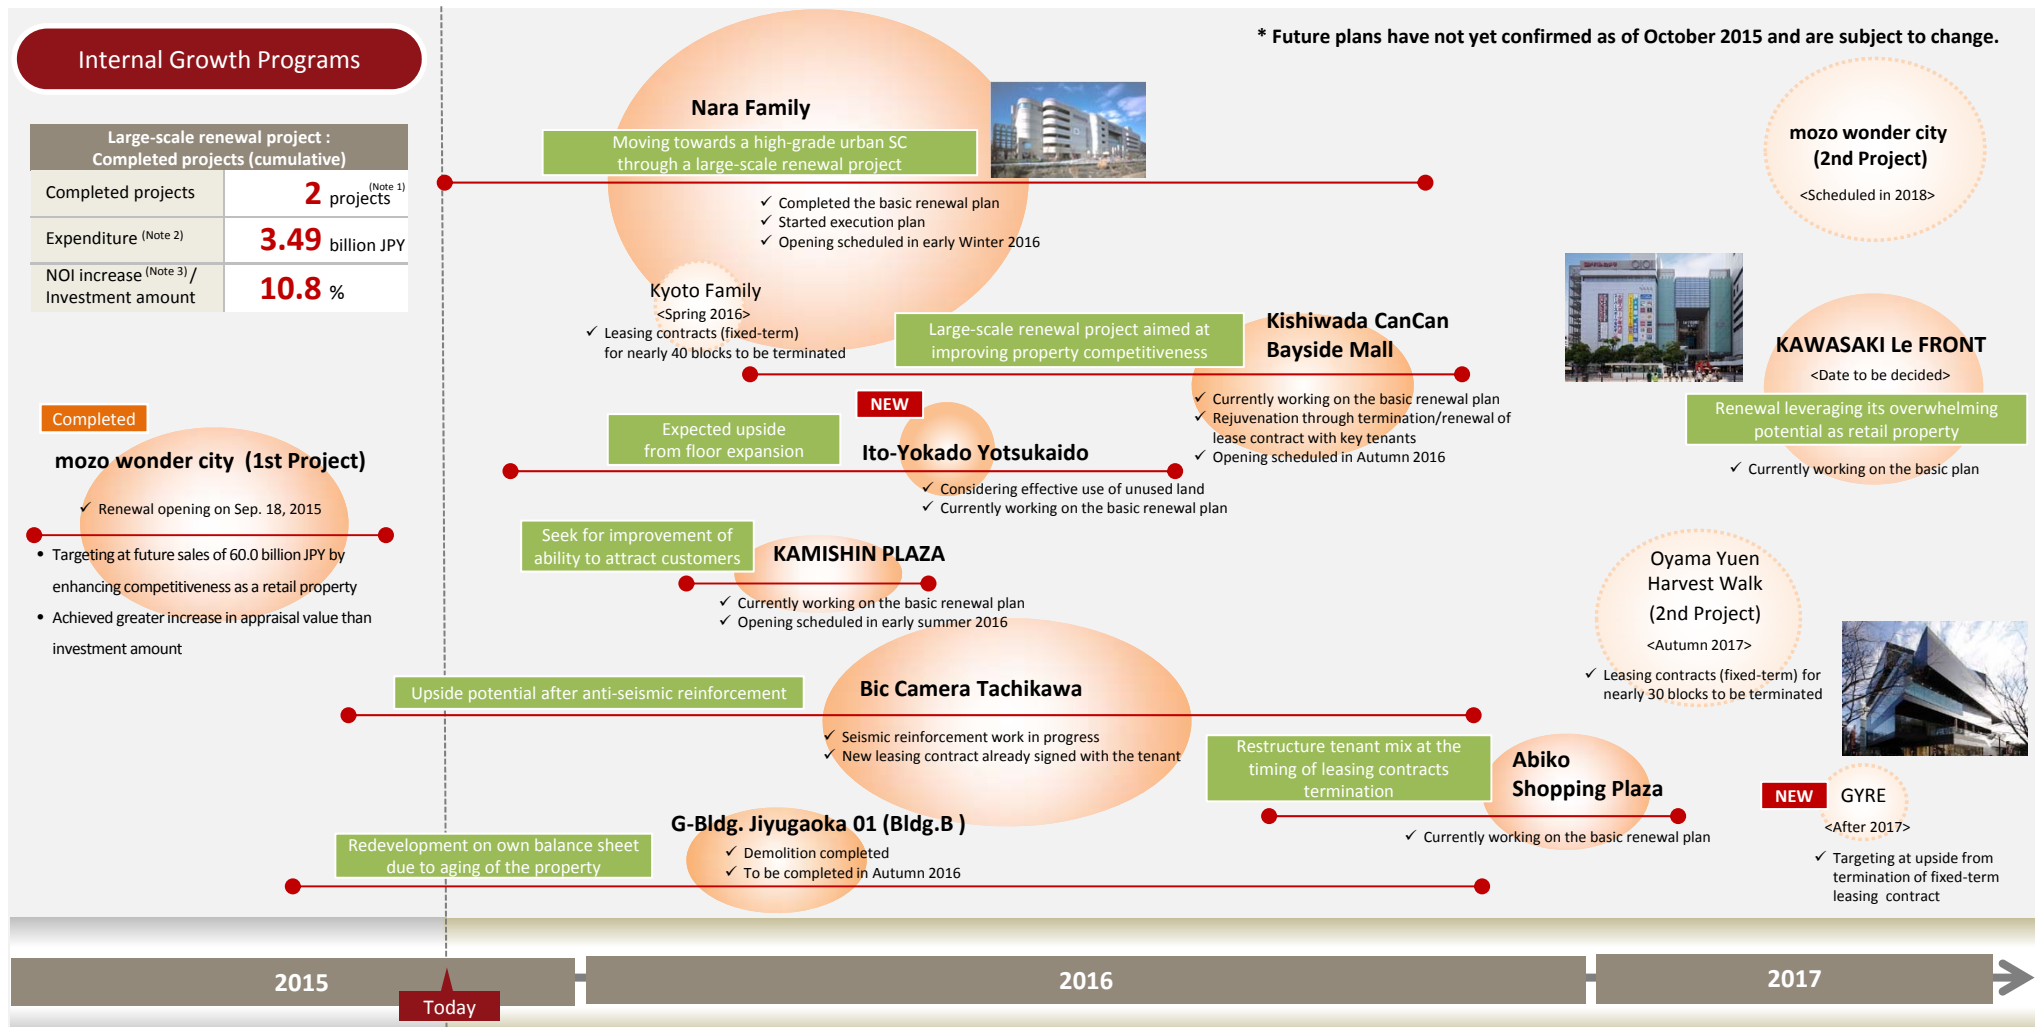 Internal Growth Programs
* Future plans have not yet confirmed as of October 2015 and are subject to change.
Large-scale renewal project :
Completed projects (cumulative)
Completed projects
2 projects (Note 1)
Expenditure (Note 2)
3.49 billion JPY
NOI increase (Note 3) /
Investment amount
10.8 %
Completed
mozo wonder city (1st Project)
✓ Renewal opening on Sep. 18, 2015
• Targeting at future sales of 60.0 billion JPY by
enhancing competitiveness as a retail property
• Achieved greater increase in appraisal value than
investment amount
Nara Family
Moving towards a high-grade urban SC
through a large-scale renewal project
✓ Completed the basic renewal plan
✓ Started execution plan
✓ Opening scheduled in early Winter 2016
Kyoto Family
<Spring 2016>
✓ Leasing contracts (fixed-term)
for nearly 40 blocks to be terminated
Large-scale renewal project aimed at
improving property competitiveness
Kishiwada CanCan
Bayside Mall
✓ Currently working on the basic renewal plan
✓ Rejuvenation through termination/renewal of
lease contract with key tenants
✓ Opening scheduled in Autumn 2016
NEW
Expected upside
from floor expansion
Ito-Yokado Yotsukaido
✓ Considering effective use of unused land
✓ Currently working on the basic renewal plan
Seek for improvement of
ability to attract customers
KAMISHIN PLAZA
✓ Currently working on the basic renewal plan
✓ Opening scheduled in early summer 2016
Upside potential after anti-seismic reinforcement
Bic Camera Tachikawa
✓ Seismic reinforcement work in progress
✓ New leasing contract already signed with the tenant
Redevelopment on own balance sheet
due to aging of the property
G-Bldg. Jiyugaoka 01 (Bldg.B )
✓ Demolition completed
✓ To be completed in Autumn 2016
Restructure tenant mix at the
timing of leasing contracts
termination
Abiko
Shopping Plaza
✓ Currently working on the basic renewal plan
mozo wonder city
(2nd Project)
<Scheduled in 2018>
KAWASAKI Le FRONT
<Date to be decided>
Renewal leveraging its overwhelming
potential as retail property
✓ Currently working on the basic plan
Oyama Yuen
Harvest Walk
(2nd Project)
<Autumn 2017>
✓ Leasing contracts (fixed-term) for
nearly 30 blocks to be terminated
NEW
GYRE
<After 2017>
✓ Targeting at upside from
termination of fixed-term
leasing contract
2015
2016
2017
Today